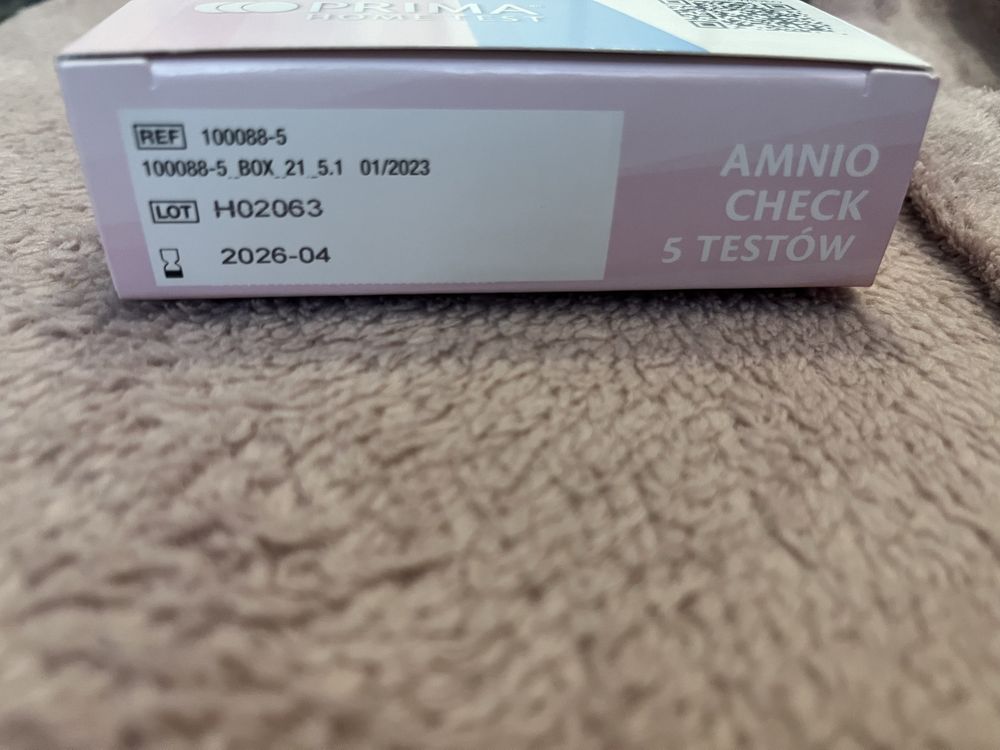 PRIMA
HOME TEST
REF 100088-5
100088-5_BOX_21_5.1 01/2023
LOT H02063
2026-04
AMNIO
CHECK
5 TESTÓW